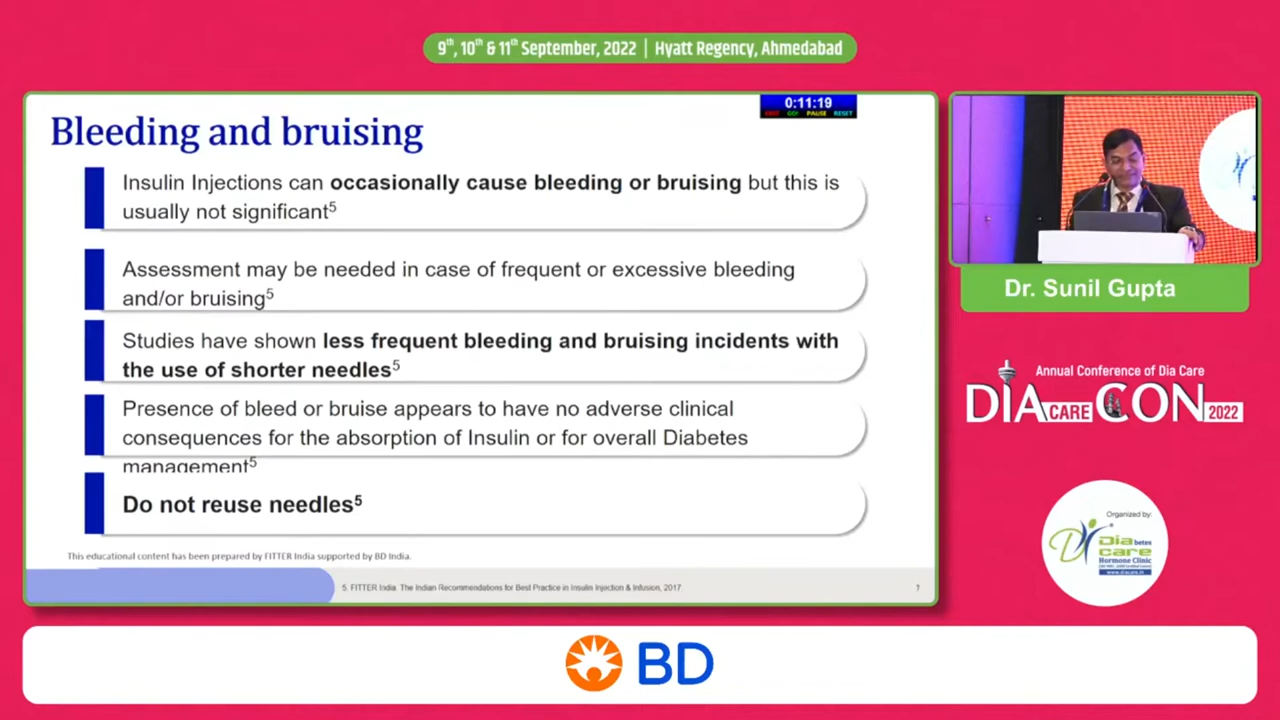 9th, 10th & 11th September, 2022 | Hyatt Regency, Ahmedabad
0:11:19
GO! PAUSE RESET
Bleeding and bruising
Insulin Injections can occasionally cause bleeding or bruising but this is
usually not significant5
Assessment may be needed in case of frequent or excessive bleeding
and/or bruising5
Studies have shown less frequent bleeding and bruising incidents with
the use of shorter needles5
Presence of bleed or bruise appears to have no adverse clinical
consequences for the absorption of Insulin or for overall Diabetes
management5
Do not reuse needles5
This educational content has been prepared by FITTER India supported by BD India.
5. FITTER India. The Indian Recommendations for Best Practice in Insulin Injection & Infusion, 2017.
7
Dr. Sunil Gupta
Annual Conference of Dia Care
DIA CARE CON 2022
Organized by:
Diabetes
care
Hormone Clinic
www.diacare.in
BD